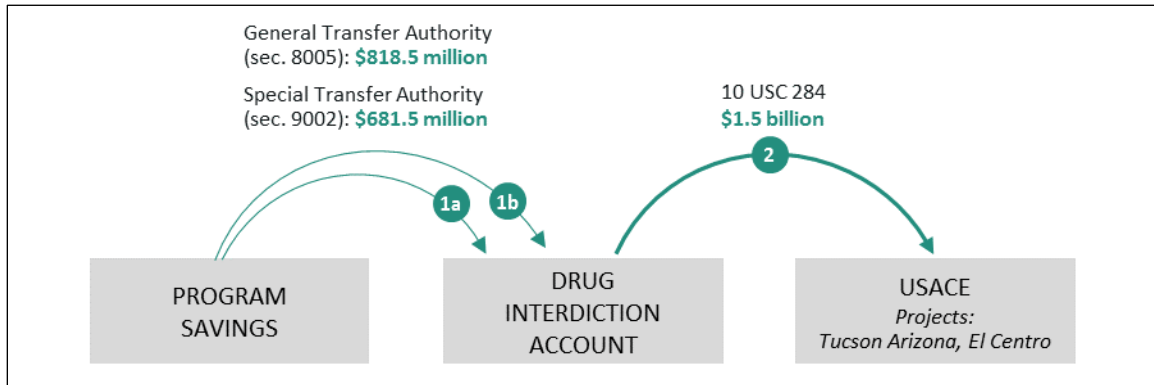 General Transfer Authority
(sec. 8005): $818.5 million
Special Transfer Authority
(sec. 9002): $681.5 million
10 USC 284
$1.5 billion
1a
1b
2
PROGRAM
SAVINGS
DRUG
INTERDICTION
ACCOUNT
USACE
Projects:
Tucson Arizona, El Centro